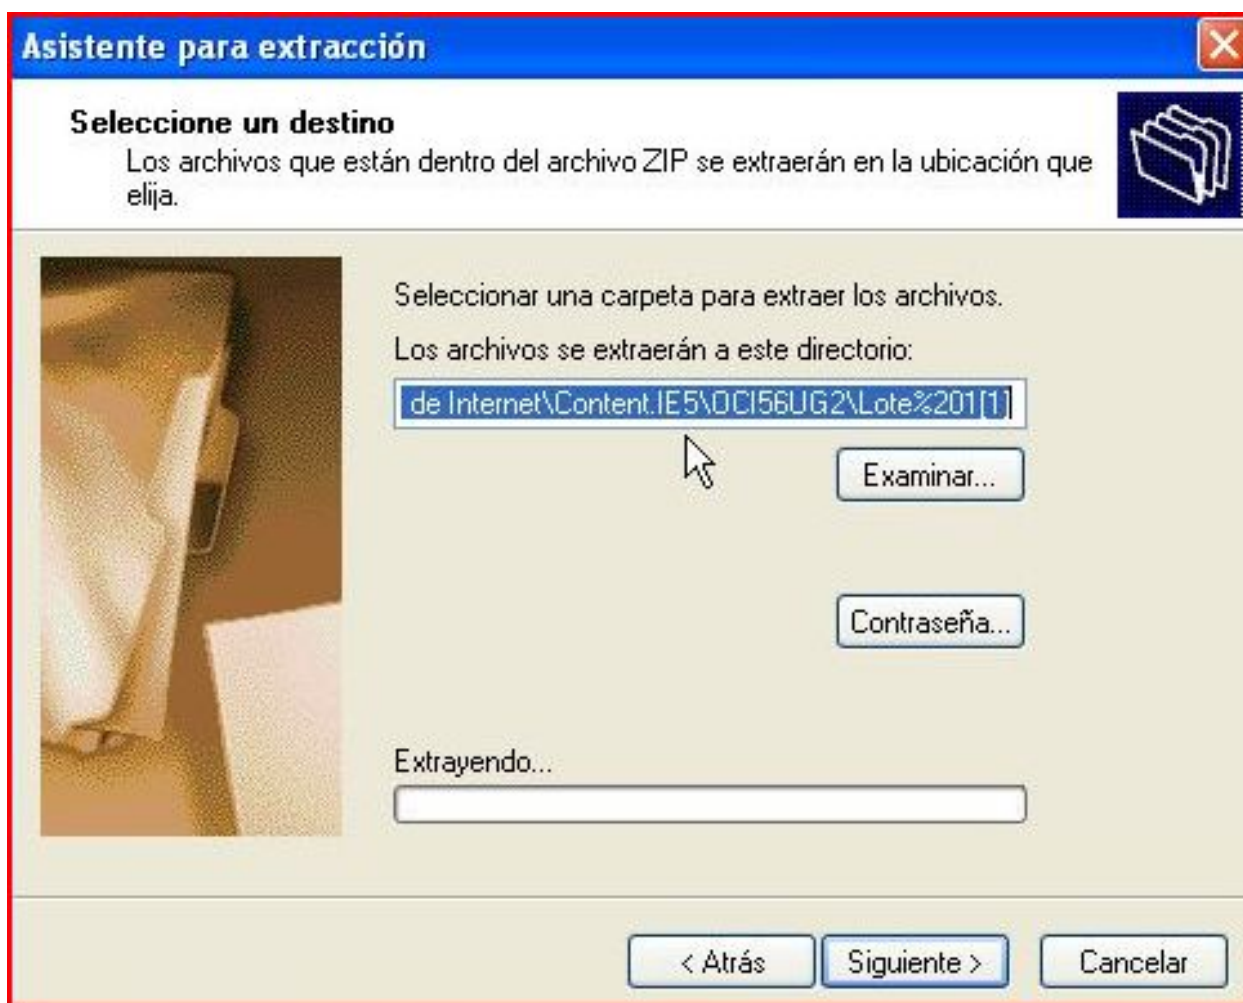 Asistente para extracción
Seleccione un destino
Los archivos que están dentro del archivo ZIP se extraerán en la ubicación que
elija.
Seleccionar una carpeta para extraer los archivos.
Los archivos se extraerán a este directorio:
de Internet\Content.IE5\OCI56UG2\Lote%201[1]
Examinar...
Contraseña...
Extrayendo...
< Atrás Siguiente > Cancelar